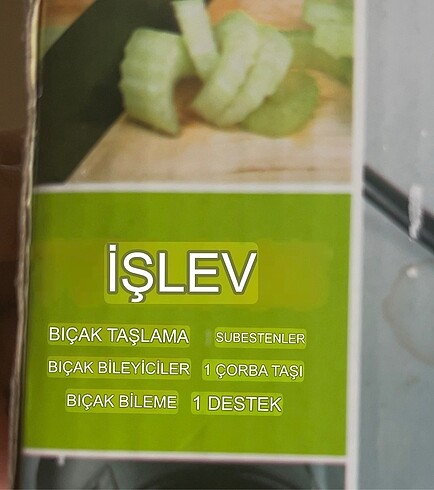 İŞLEV
BIÇAK TAŞLAMA SUBESTENLER
BIÇAK BİLEYİCİLER 1 ÇORBA TAŞI
BIÇAK BİLEME 1 DESTEK